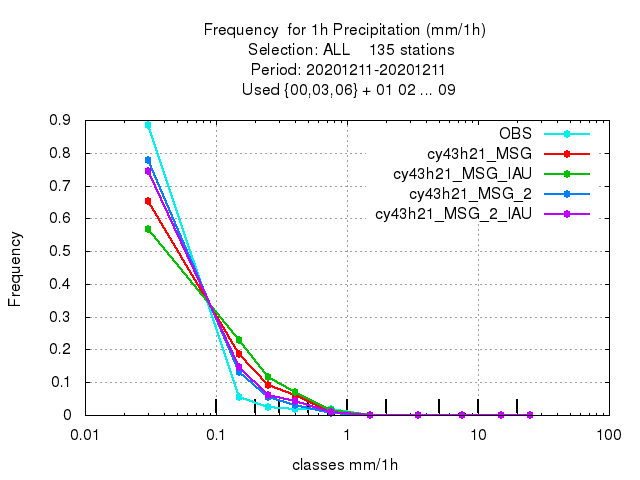 Frequency  for 1h Precipitation (mm/1h)
Selection: ALL    135 stations
Period: 20201211-20201211
Used {00,03,06} + 01 02 ... 09
OBS
cy43h21_MSG
cy43h21_MSG_IAU
cy43h21_MSG_2
cy43h21_MSG_2_IAU
Frequency
0.9
0.8
0.7
0.6
0.5
0.4
0.3
0.2
0.1
0
0.01 0.1 1 10 100
classes mm/1h